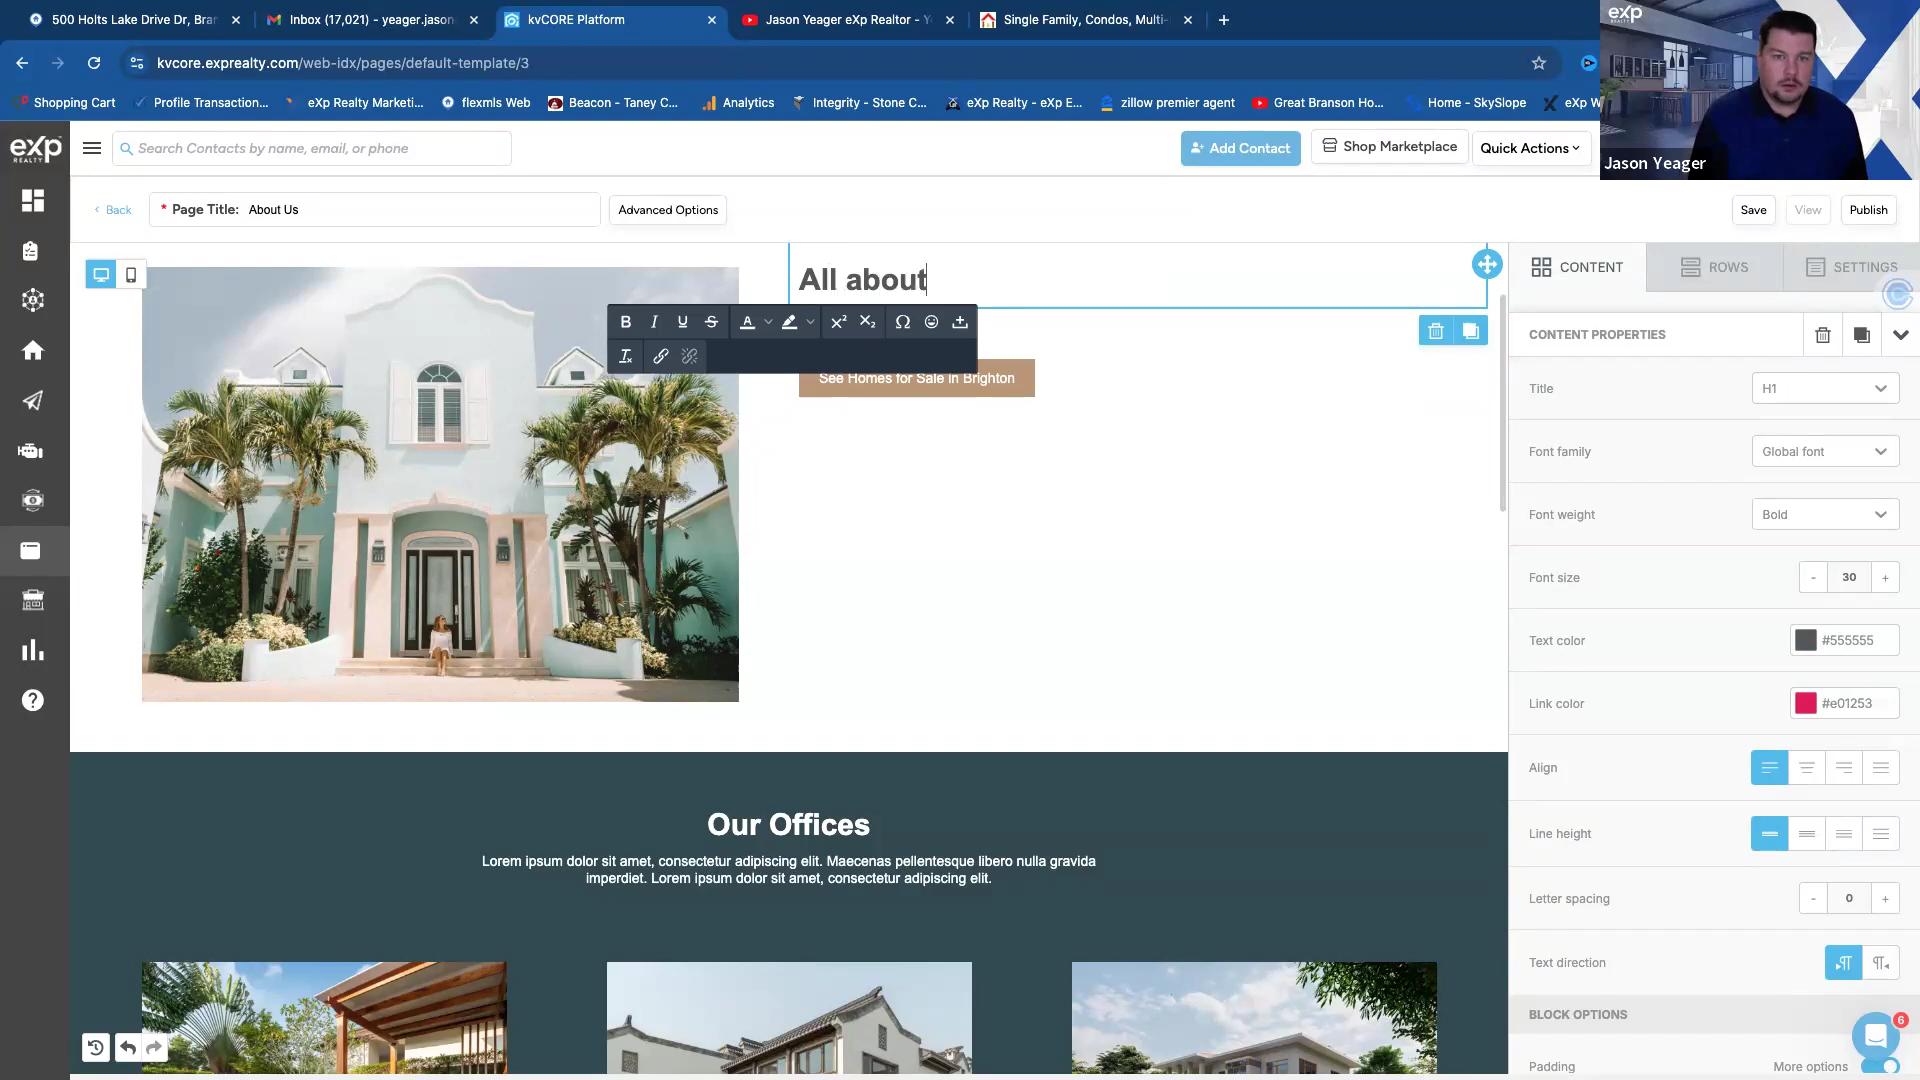 500 Holts Lake Drive Dr, Bran
Inbox (17,021) - yeager.jason
kvCORE Platform
Jason Yeager eXp Realtor - Y
Single Family, Condos, Multi-
kvcore.exprealty.com/web-idx/pages/default-template/3
Shopping Cart
Profile Transaction...
eXp Realty Marketi...
flexmls Web
Beacon - Taney C...
Analytics
Integrity - Stone C...
eXp Realty - eXp E...
zillow premier agent
Great Branson Ho...
Home - SkySlope
eXp W
eXp
REALTY
Jason Yeager
eXp
REALTY
Search Contacts by name, email, or phone
Add Contact
Shop Marketplace
Quick Actions
Back
* Page Title: About Us
Advanced Options
Save
View
Publish
All about
B I U S A X² X₂ Ω
See Homes for Sale in Brighton
Our Offices
Lorem ipsum dolor sit amet, consectetur adipiscing elit. Maecenas pellentesque libero nulla gravida
imperdiet. Lorem ipsum dolor sit amet, consectetur adipiscing elit.
CONTENT
ROWS
SETTINGS
CONTENT PROPERTIES
Title
H1
Font family
Global font
Font weight
Bold
Font size
- 30 +
Text color
#555555
Link color
#e01253
Align
Line height
Letter spacing
- 0 +
Text direction
BLOCK OPTIONS
6
Padding
More options